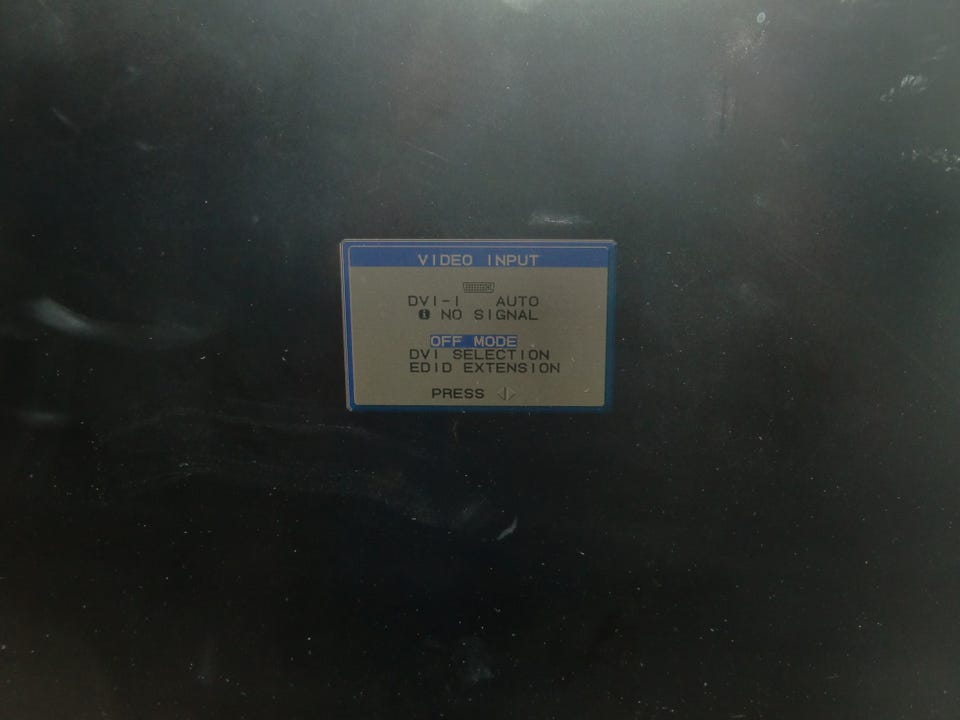 VIDEO INPUT
DVI-I AUTO
NO SIGNAL
OFF MODE
DVI SELECTION
EDID EXTENSION
PRESS